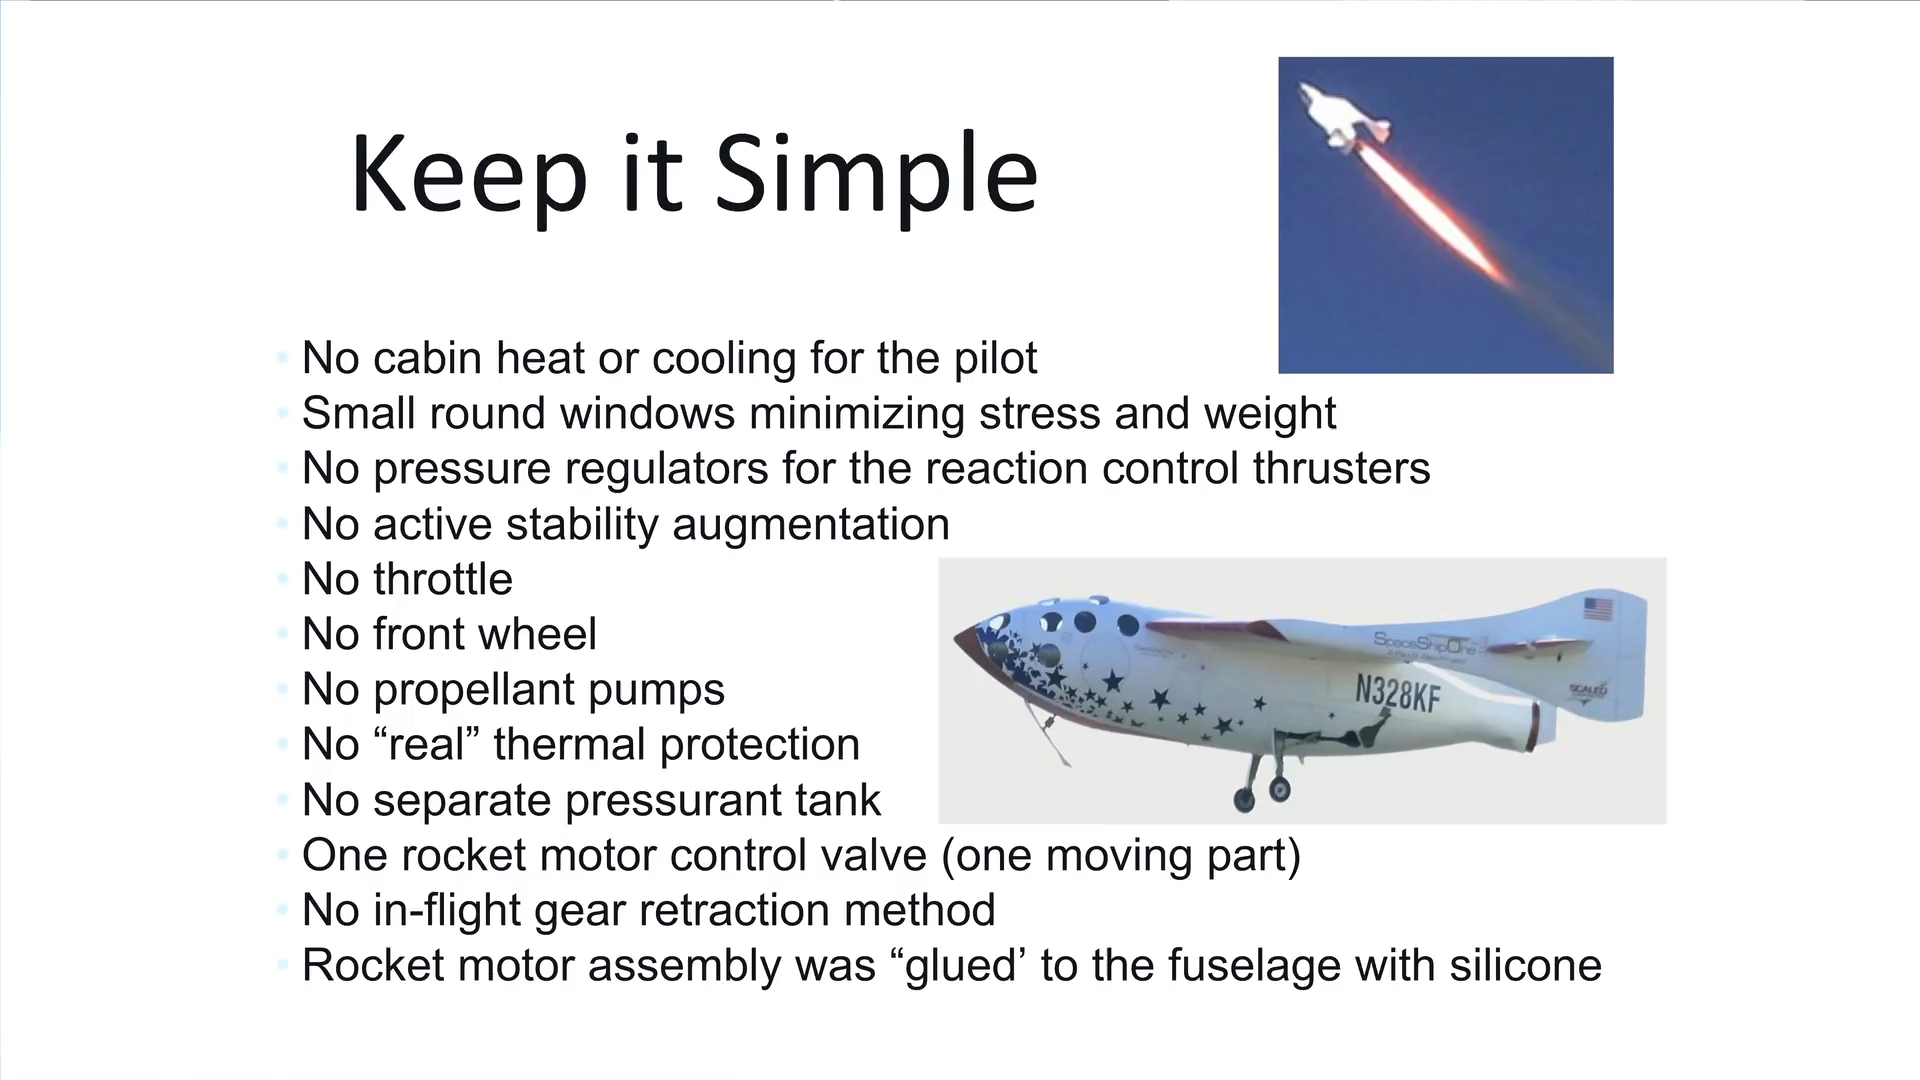 Keep it Simple
• No cabin heat or cooling for the pilot
• Small round windows minimizing stress and weight
• No pressure regulators for the reaction control thrusters
• No active stability augmentation
• No throttle
• No front wheel
• No propellant pumps
• No “real” thermal protection
• No separate pressurant tank
• One rocket motor control valve (one moving part)
• No in-flight gear retraction method
• Rocket motor assembly was “glued’ to the fuselage with silicone
SpaceShipOne
N328KF
SCALED